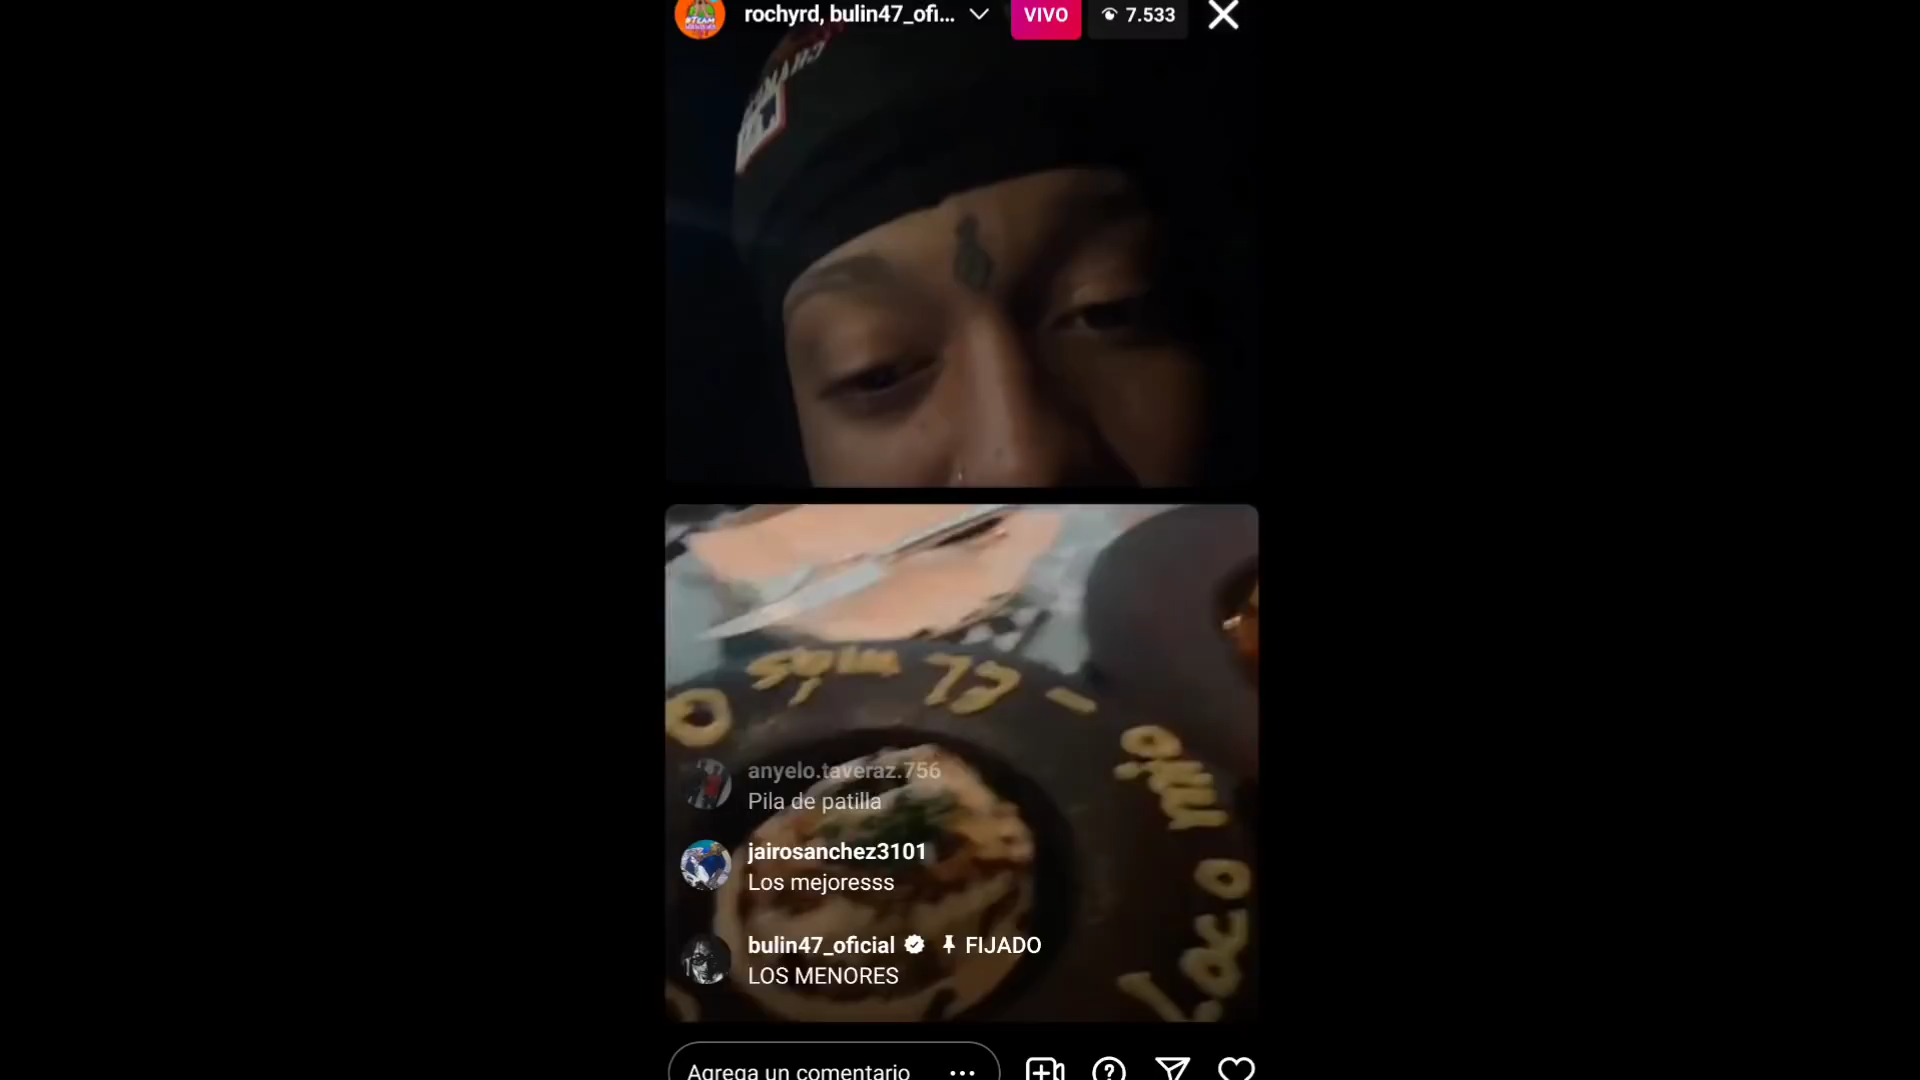 #TEAM
rochyrd, bulin47_ofi...
VIVO
7.533
anyelo.taveraz.756
Pila de patilla
jairosanchez3101
Los mejoresss
bulin47_oficial
FIJADO
LOS MENORES
Agrega un comentario